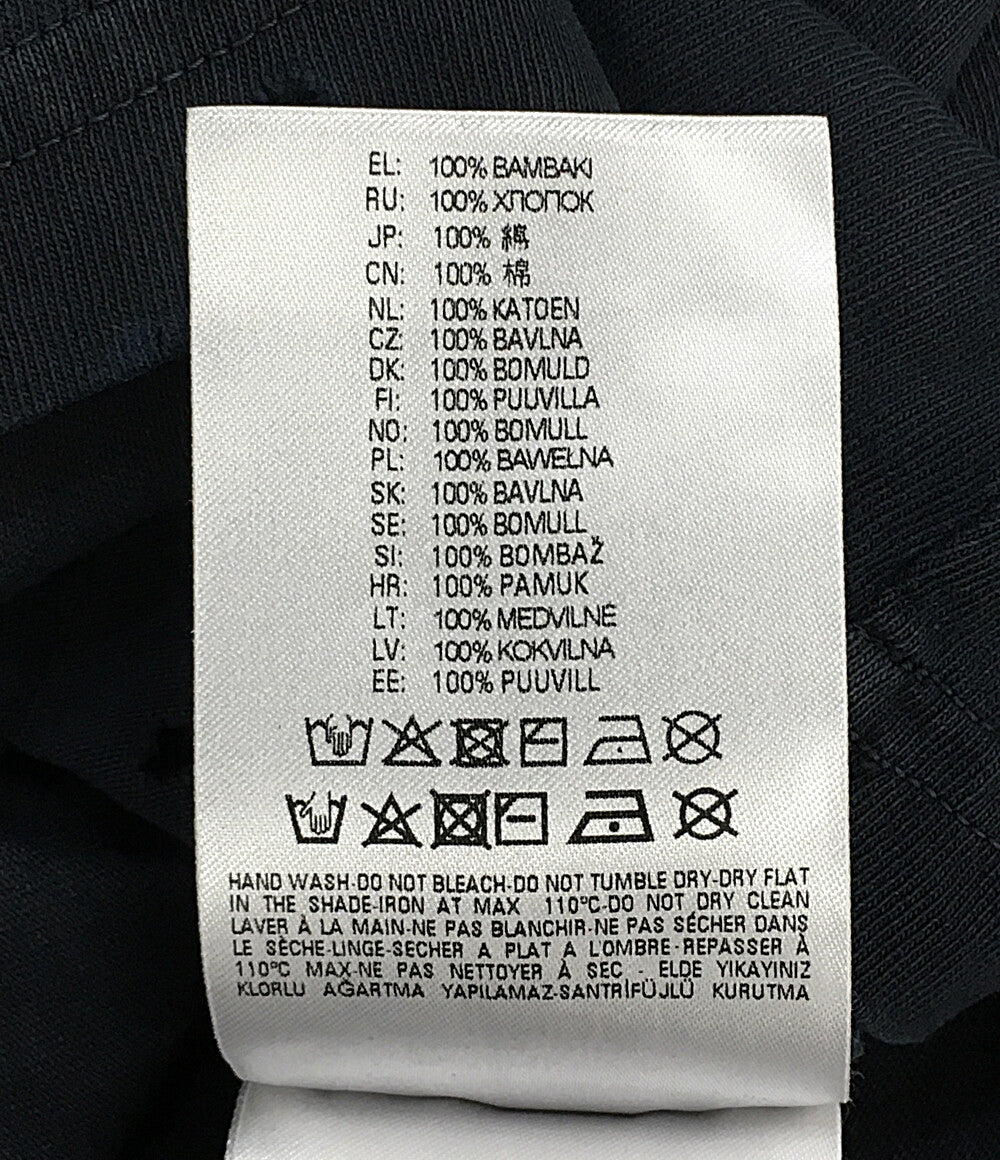 EL: 100% BAMBAKI
RU: 100% ХЛОПОК
JP: 100% 綿
CN: 100% 棉
NL: 100% KATOEN
CZ: 100% BAVLNA
DK: 100% BOMULD
FI: 100% PUUVILLA
NO: 100% BOMULL
PL: 100% BAWEŁNA
SK: 100% BAVLNA
SE: 100% BOMULL
SI: 100% BOMBAŽ
HR: 100% PAMUK
LT: 100% MEDVILNĖ
LV: 100% KOKVILNA
EE: 100% PUUVILL
HAND WASH-DO NOT BLEACH-DO NOT TUMBLE DRY-DRY FLAT
IN THE SHADE-IRON AT MAX 110°C-DO NOT DRY CLEAN
LAVER À LA MAIN-NE PAS BLANCHIR-NE PAS SÉCHER DANS
LE SÈCHE-LINGE-SECHER A PLAT A L'OMBRE-REPASSER À
110°C MAX-NE PAS NETTOYER À SEC - ELDE YIKAYINIZ
KLORLU AĞARTMA YAPILAMAZ-SANTRİFÜJLÜ KURUTMA